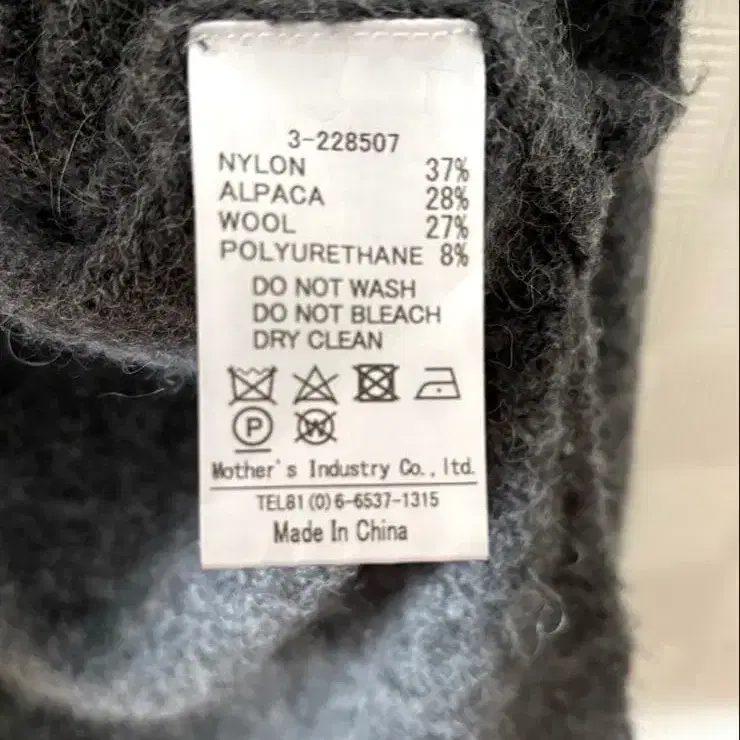 3-228507
NYLON 37%
ALPACA 28%
WOOL 27%
POLYURETHANE 8%
DO NOT WASH
DO NOT BLEACH
DRY CLEAN
P W
Mother's Industry Co.,ltd.
TEL81(0)6-6537-1315
Made In China